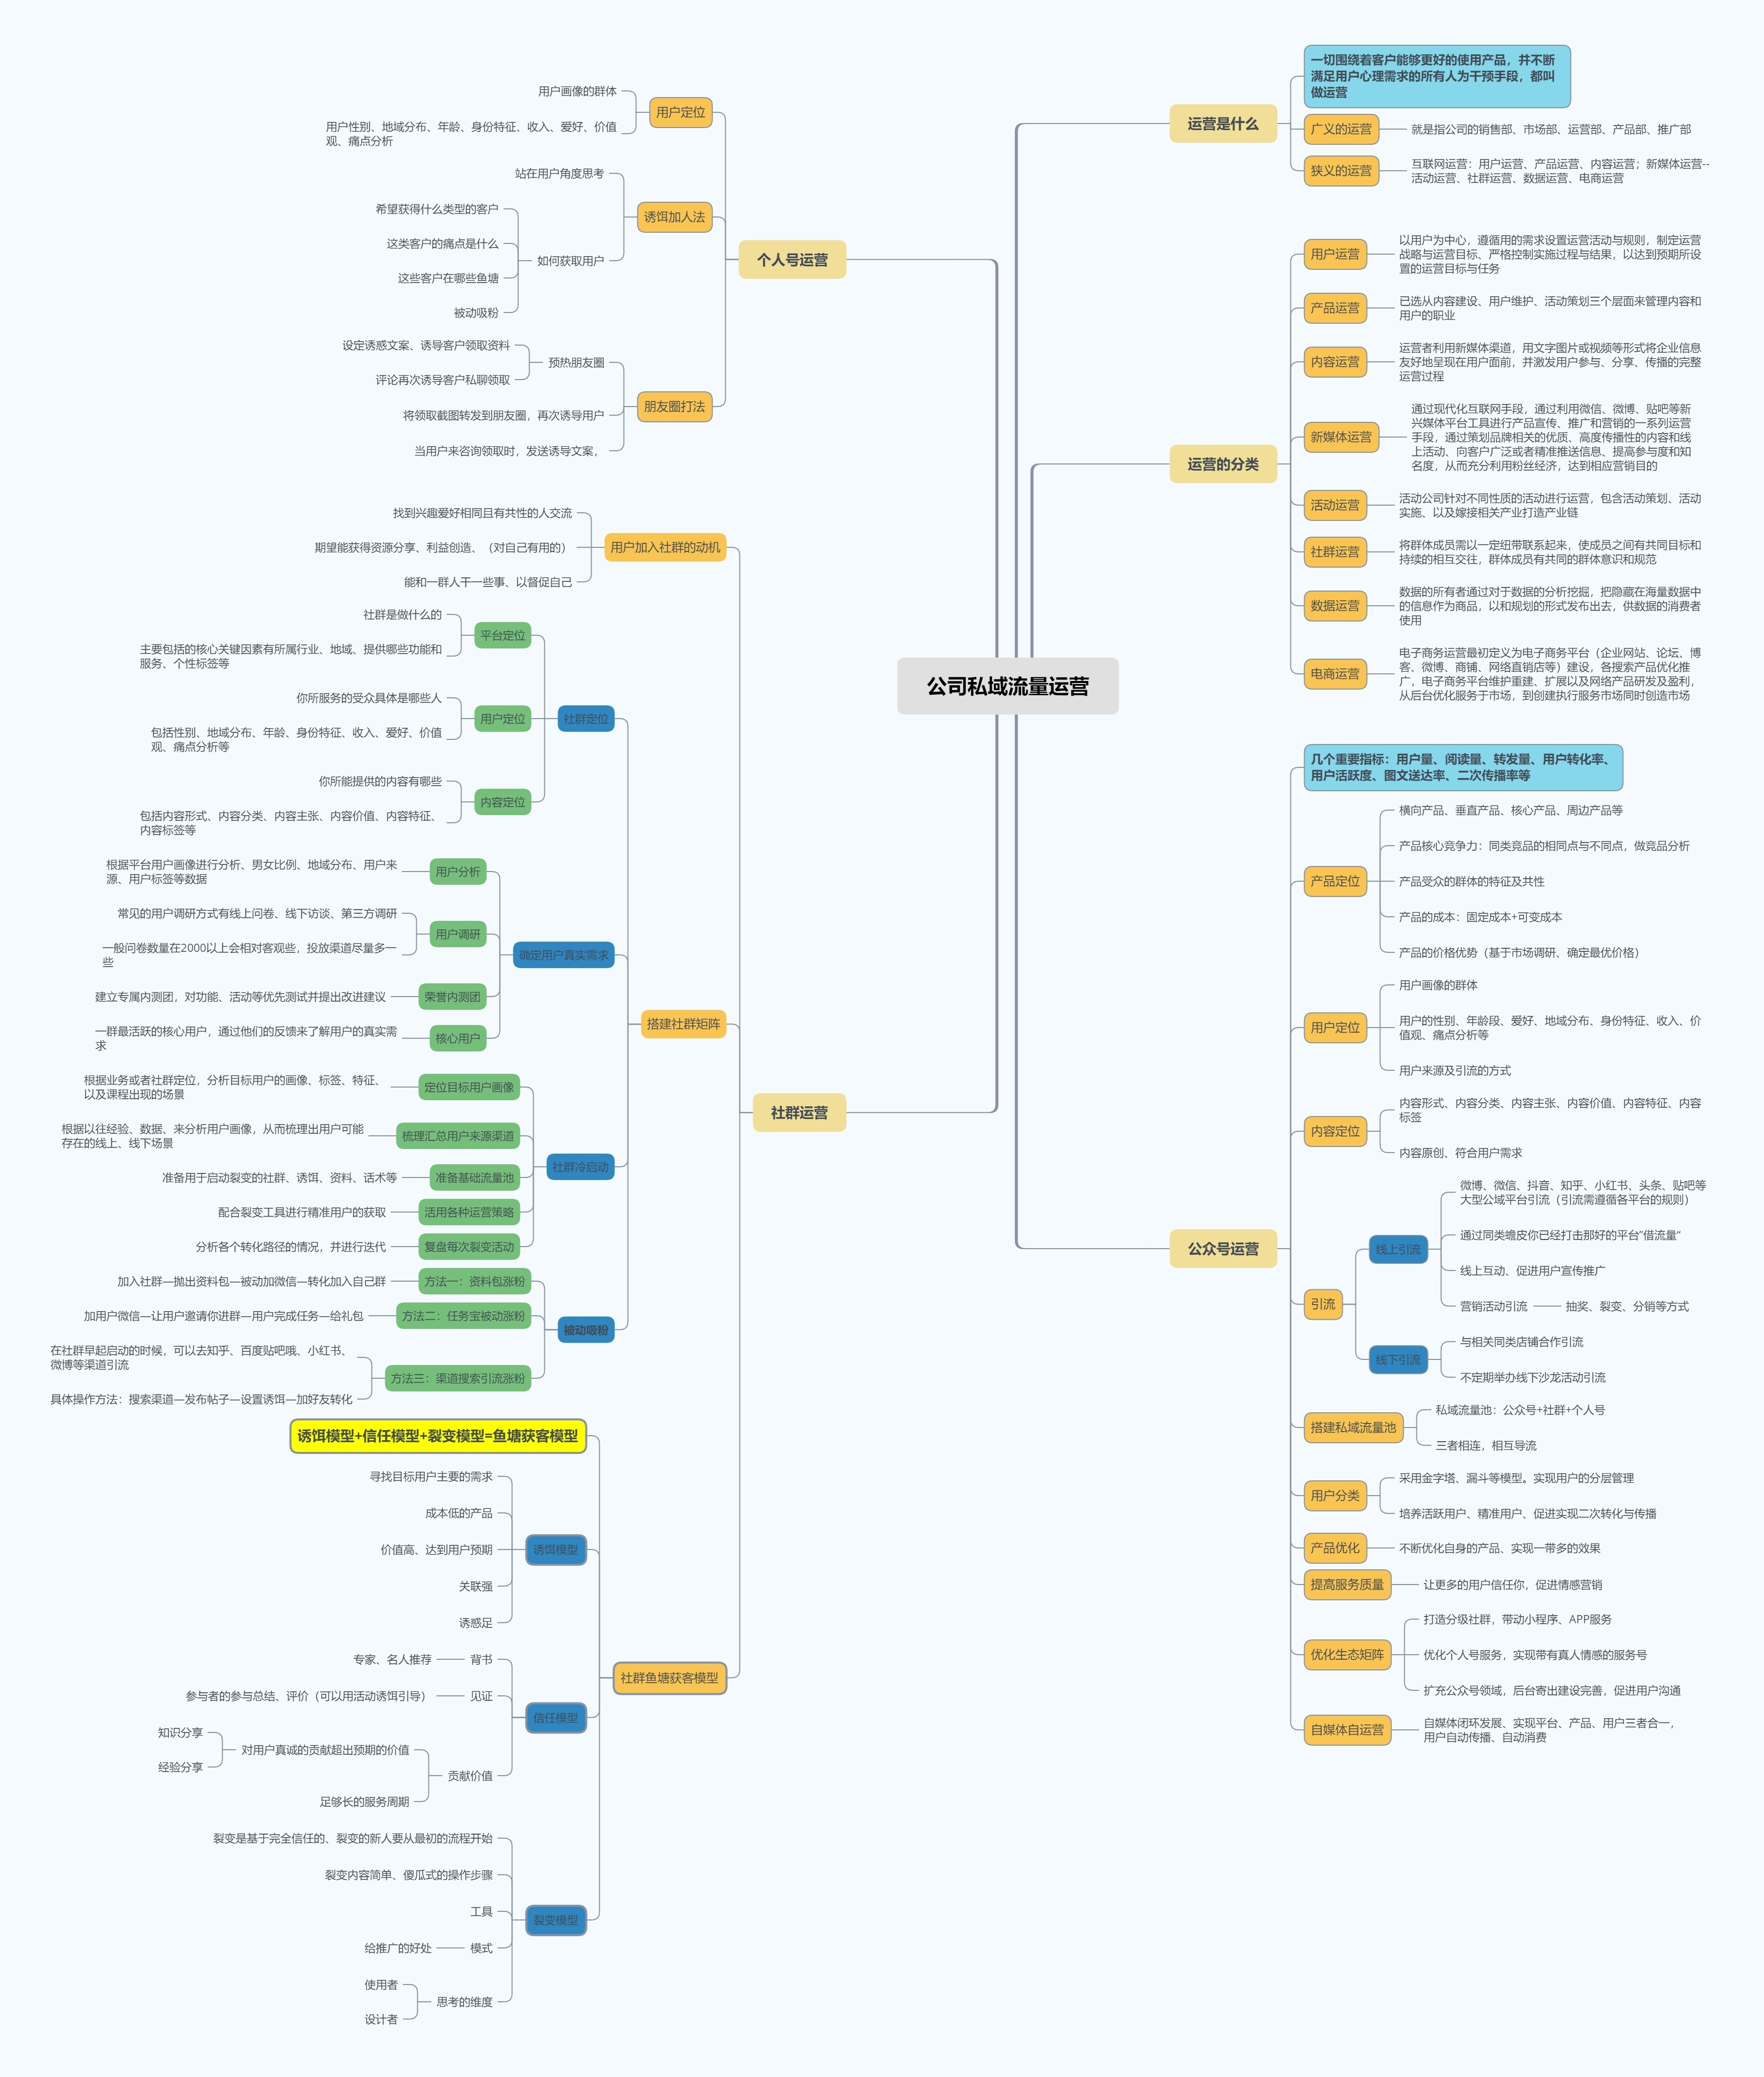 公司私域流量运营
运营是什么
一切围绕着客户能够更好的使用产品，并不断
满足用户心理需求的所有人为干预手段，都叫
做运营
广义的运营
就是指公司的销售部、市场部、运营部、产品部、推广部
狭义的运营
互联网运营：用户运营、产品运营、内容运营；新媒体运营--
活动运营、社群运营、数据运营、电商运营
运营的分类
用户运营
以用户为中心，遵循用的需求设置运营活动与规则，制定运营
战略与运营目标、严格控制实施过程与结果，以达到预期所设
置的运营目标与任务
产品运营
已选从内容建设、用户维护、活动策划三个层面来管理内容和
用户的职业
内容运营
运营者利用新媒体渠道，用文字图片或视频等形式将企业信息
友好地呈现在用户面前，并激发用户参与、分享、传播的完整
运营过程
新媒体运营
通过现代化互联网手段，通过利用微信、微博、贴吧等新
兴媒体平台工具进行产品宣传、推广和营销的一系列运营
手段，通过策划品牌相关的优质、高度传播性的内容和线
上活动、向客户广泛或者精准推送信息、提高参与度和知
名度，从而充分利用粉丝经济，达到相应营销目的
活动运营
活动公司针对不同性质的活动进行运营，包含活动策划、活动
实施、以及嫁接相关产业打造产业链
社群运营
将群体成员需以一定纽带联系起来，使成员之间有共同目标和
持续的相互交往，群体成员有共同的群体意识和规范
数据运营
数据的所有者通过对于数据的分析挖掘，把隐藏在海量数据中
的信息作为商品，以和规划的形式发布出去，供数据的消费者
使用
电商运营
电子商务运营最初定义为电子商务平台（企业网站、论坛、博
客、微博、商铺、网络直销店等）建设，各搜索产品优化推
广，电子商务平台维护重建、扩展以及网络产品研发及盈利，
从后台优化服务于市场，到创建执行服务市场同时创造市场
公众号运营
几个重要指标：用户量、阅读量、转发量、用户转化率、
用户活跃度、图文送达率、二次传播率等
产品定位
横向产品、垂直产品、核心产品、周边产品等
产品核心竞争力：同类竞品的相同点与不同点，做竞品分析
产品受众的群体的特征及共性
产品的成本：固定成本+可变成本
产品的价格优势（基于市场调研、确定最优价格）
用户定位
用户画像的群体
用户的性别、年龄段、爱好、地域分布、身份特征、收入、价
值观、痛点分析等
用户来源及引流的方式
内容定位
内容形式、内容分类、内容主张、内容价值、内容特征、内容
标签
内容原创、符合用户需求
引流
线上引流
微博、微信、抖音、知乎、小红书、头条、贴吧等
大型公域平台引流（引流需遵循各平台的规则）
通过同类蟾皮你已经打击那好的平台"借流量"
线上互动、促进用户宣传推广
营销活动引流
抽奖、裂变、分销等方式
线下引流
与相关同类店铺合作引流
不定期举办线下沙龙活动引流
搭建私域流量池
私域流量池：公众号+社群+个人号
三者相连，相互导流
用户分类
采用金字塔、漏斗等模型。实现用户的分层管理
培养活跃用户、精准用户、促进实现二次转化与传播
产品优化
不断优化自身的产品、实现一带多的效果
提高服务质量
让更多的用户信任你，促进情感营销
优化生态矩阵
打造分级社群，带动小程序、APP服务
优化个人号服务，实现带有真人情感的服务号
扩充公众号领域，后台寄出建设完善，促进用户沟通
自媒体自运营
自媒体闭环发展、实现平台、产品、用户三者合一，
用户自动传播、自动消费
个人号运营
用户定位
用户画像的群体
用户性别、地域分布、年龄、身份特征、收入、爱好、价值
观、痛点分析
诱饵加人法
站在用户角度思考
如何获取用户
希望获得什么类型的客户
这类客户的痛点是什么
这些客户在哪些鱼塘
被动吸粉
朋友圈打法
预热朋友圈
设定诱惑文案、诱导客户领取资料
评论再次诱导客户私聊领取
将领取截图转发到朋友圈，再次诱导用户
当用户来咨询领取时，发送诱导文案，
社群运营
用户加入社群的动机
找到兴趣爱好相同且有共性的人交流
期望能获得资源分享、利益创造、（对自己有用的）
能和一群人干一些事、以督促自己
搭建社群矩阵
社群定位
平台定位
社群是做什么的
主要包括的核心关键因素有所属行业、地域、提供哪些功能和
服务、个性标签等
用户定位
你所服务的受众具体是哪些人
包括性别、地域分布、年龄、身份特征、收入、爱好、价值
观、痛点分析等
内容定位
你所能提供的内容有哪些
包括内容形式、内容分类、内容主张、内容价值、内容特征、
内容标签等
确定用户真实需求
用户分析
根据平台用户画像进行分析、男女比例、地域分布、用户来
源、用户标签等数据
用户调研
常见的用户调研方式有线上问卷、线下访谈、第三方调研
一般问卷数量在2000以上会相对客观些，投放渠道尽量多一
些
荣誉内测团
建立专属内测团，对功能、活动等优先测试并提出改进建议
核心用户
一群最活跃的核心用户，通过他们的反馈来了解用户的真实需
求
社群冷启动
定位目标用户画像
根据业务或者社群定位，分析目标用户的画像、标签、特征、
以及课程出现的场景
梳理汇总用户来源渠道
根据以往经验、数据、来分析用户画像，从而梳理出用户可能
存在的线上、线下场景
准备基础流量池
准备用于启动裂变的社群、诱饵、资料、话术等
活用各种运营策略
配合裂变工具进行精准用户的获取
复盘每次裂变活动
分析各个转化路径的情况，并进行迭代
被动吸粉
方法一：资料包涨粉
加入社群—抛出资料包—被动加微信—转化加入自己群
方法二：任务宝被动涨粉
加用户微信—让用户邀请你进群—用户完成任务—给礼包
方法三：渠道搜索引流涨粉
在社群早起启动的时候，可以去知乎、百度贴吧哦、小红书、
微博等渠道引流
具体操作方法：搜索渠道—发布帖子—设置诱饵—加好友转化
社群鱼塘获客模型
诱饵模型+信任模型+裂变模型=鱼塘获客模型
诱饵模型
寻找目标用户主要的需求
成本低的产品
价值高、达到用户预期
关联强
诱惑足
信任模型
背书
专家、名人推荐
见证
参与者的参与总结、评价（可以用活动诱饵引导）
贡献价值
对用户真诚的贡献超出预期的价值
知识分享
经验分享
足够长的服务周期
裂变模型
裂变是基于完全信任的、裂变的新人要从最初的流程开始
裂变内容简单、傻瓜式的操作步骤
工具
模式
给推广的好处
思考的维度
使用者
设计者